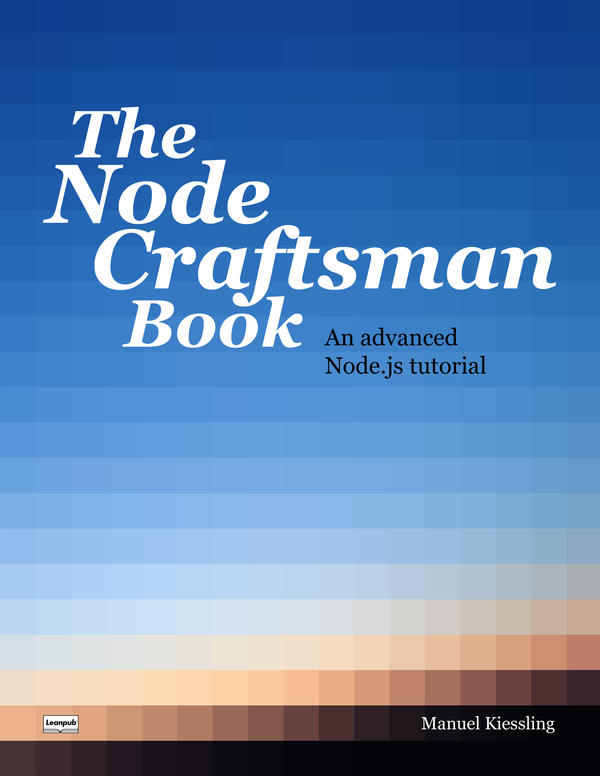 The
Node
Craftsman
Book
An advanced
Node.js tutorial
Leanpub
Manuel Kiessling